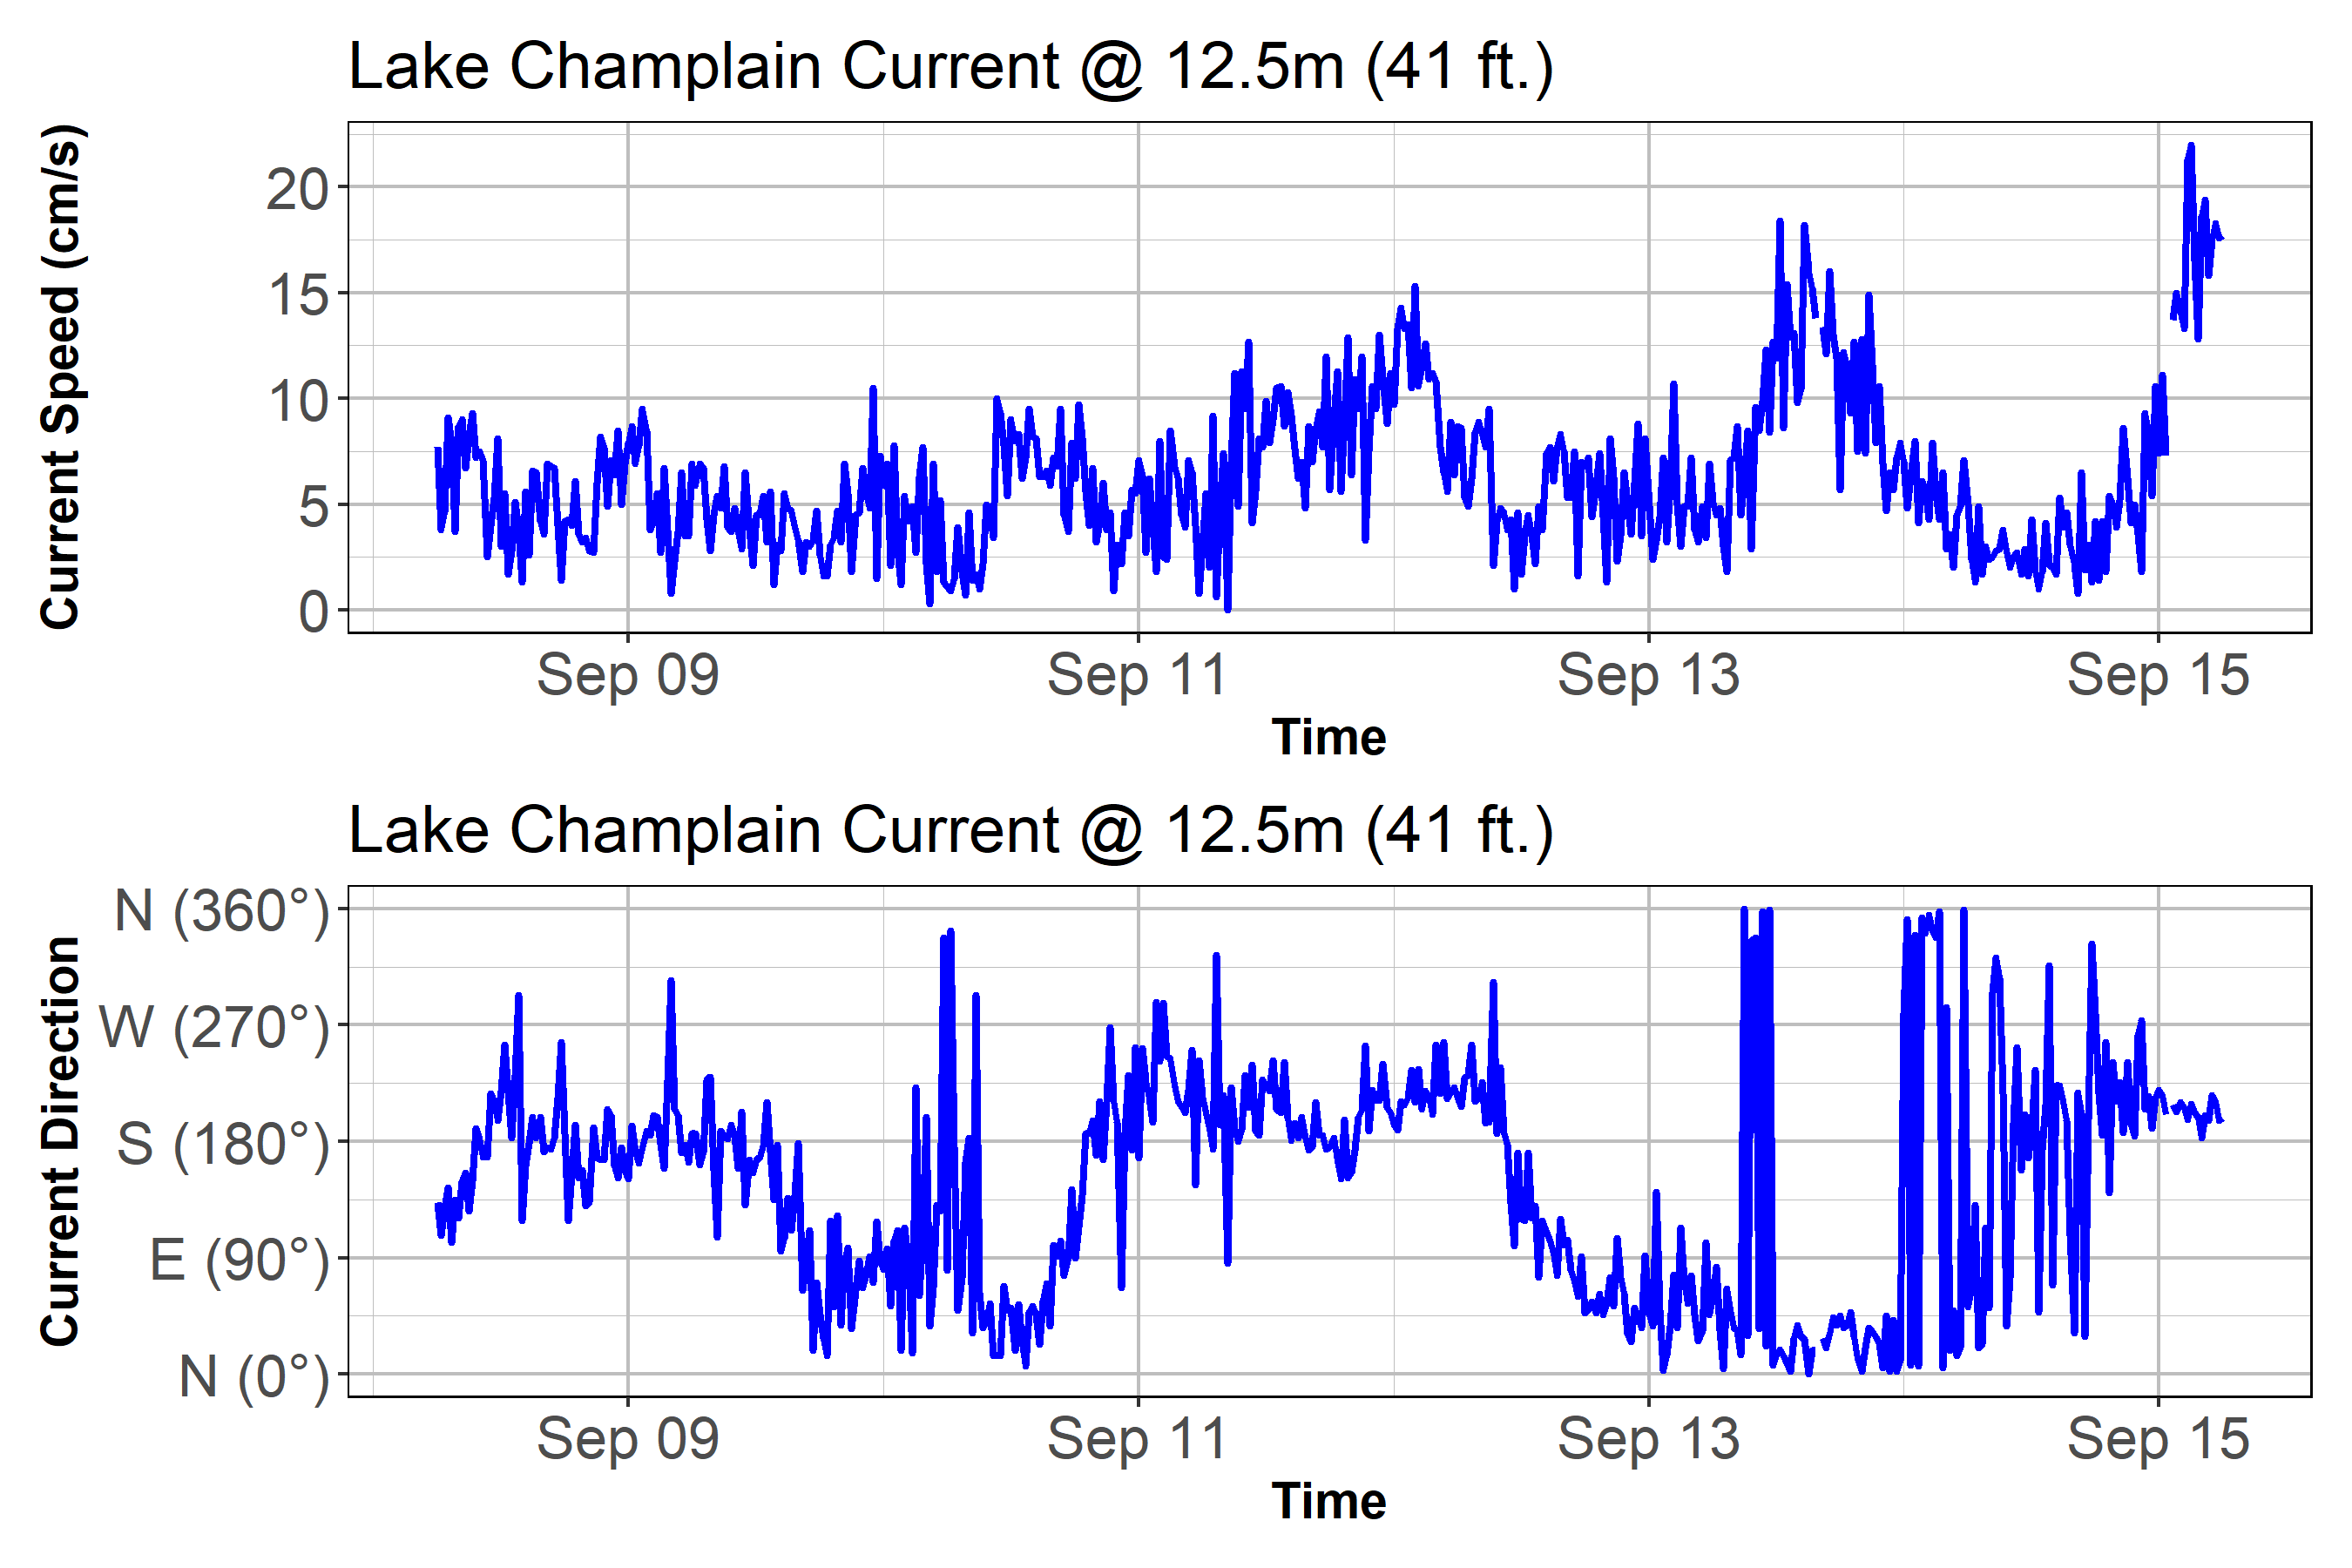 Lake Champlain Current @ 12.5m (41 ft.)
Current Speed (cm/s)
20
15
10
5
0
Sep 09 Sep 11 Sep 13 Sep 15
Time
Lake Champlain Current @ 12.5m (41 ft.)
Current Direction
N (360°)
W (270°)
S (180°)
E (90°)
N (0°)
Sep 09 Sep 11 Sep 13 Sep 15
Time